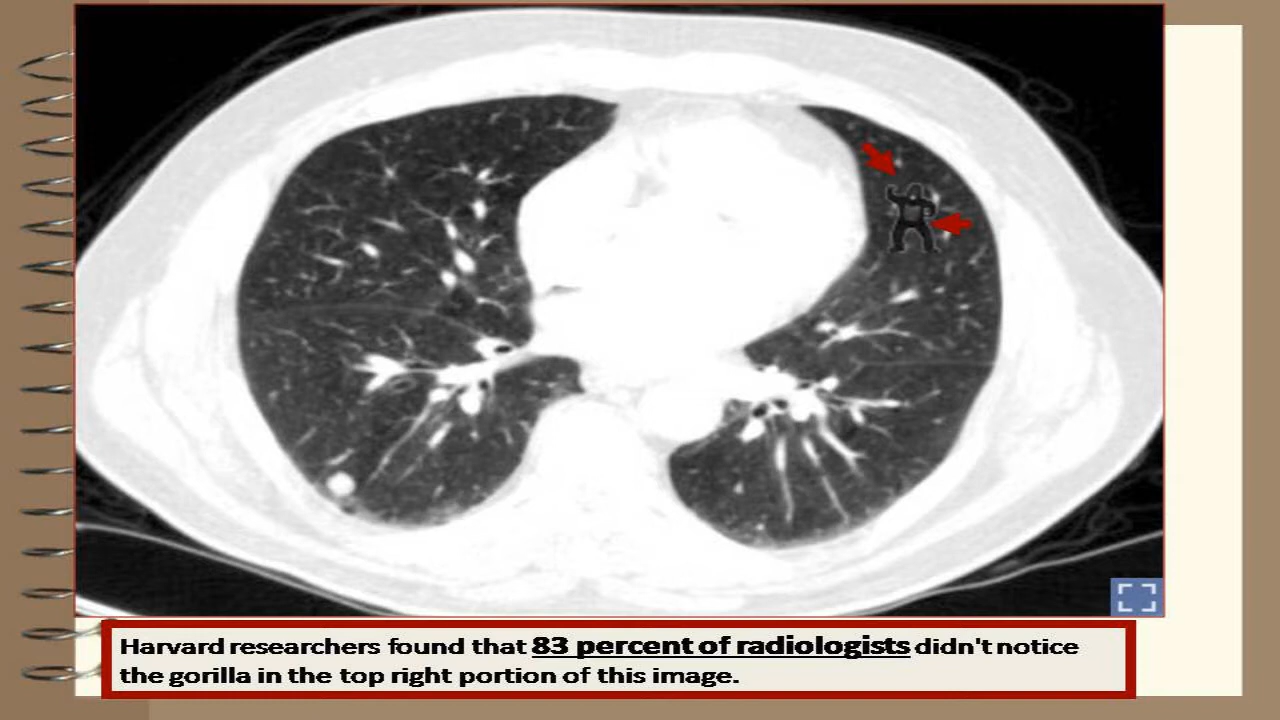 Harvard researchers found that 83 percent of radiologists didn't notice
the gorilla in the top right portion of this image.